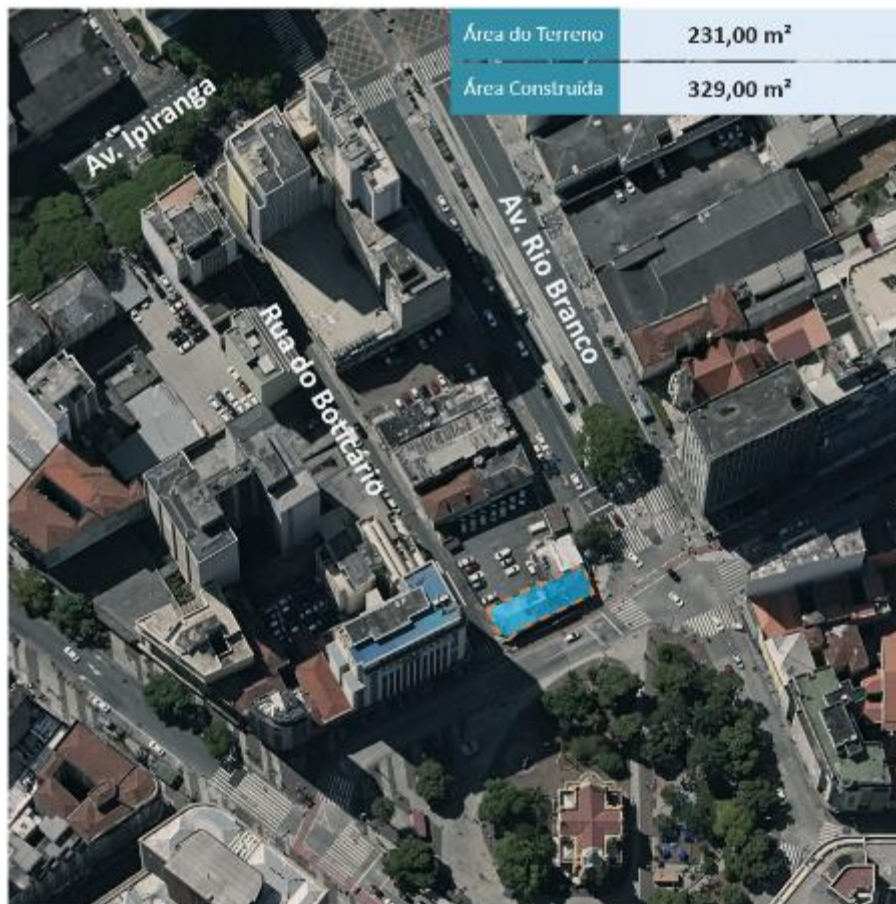 Área do Terreno 231,00 m²
Área Construída 329,00 m²
Av. Ipiranga
Av. Rio Branco
Rua do Boticário